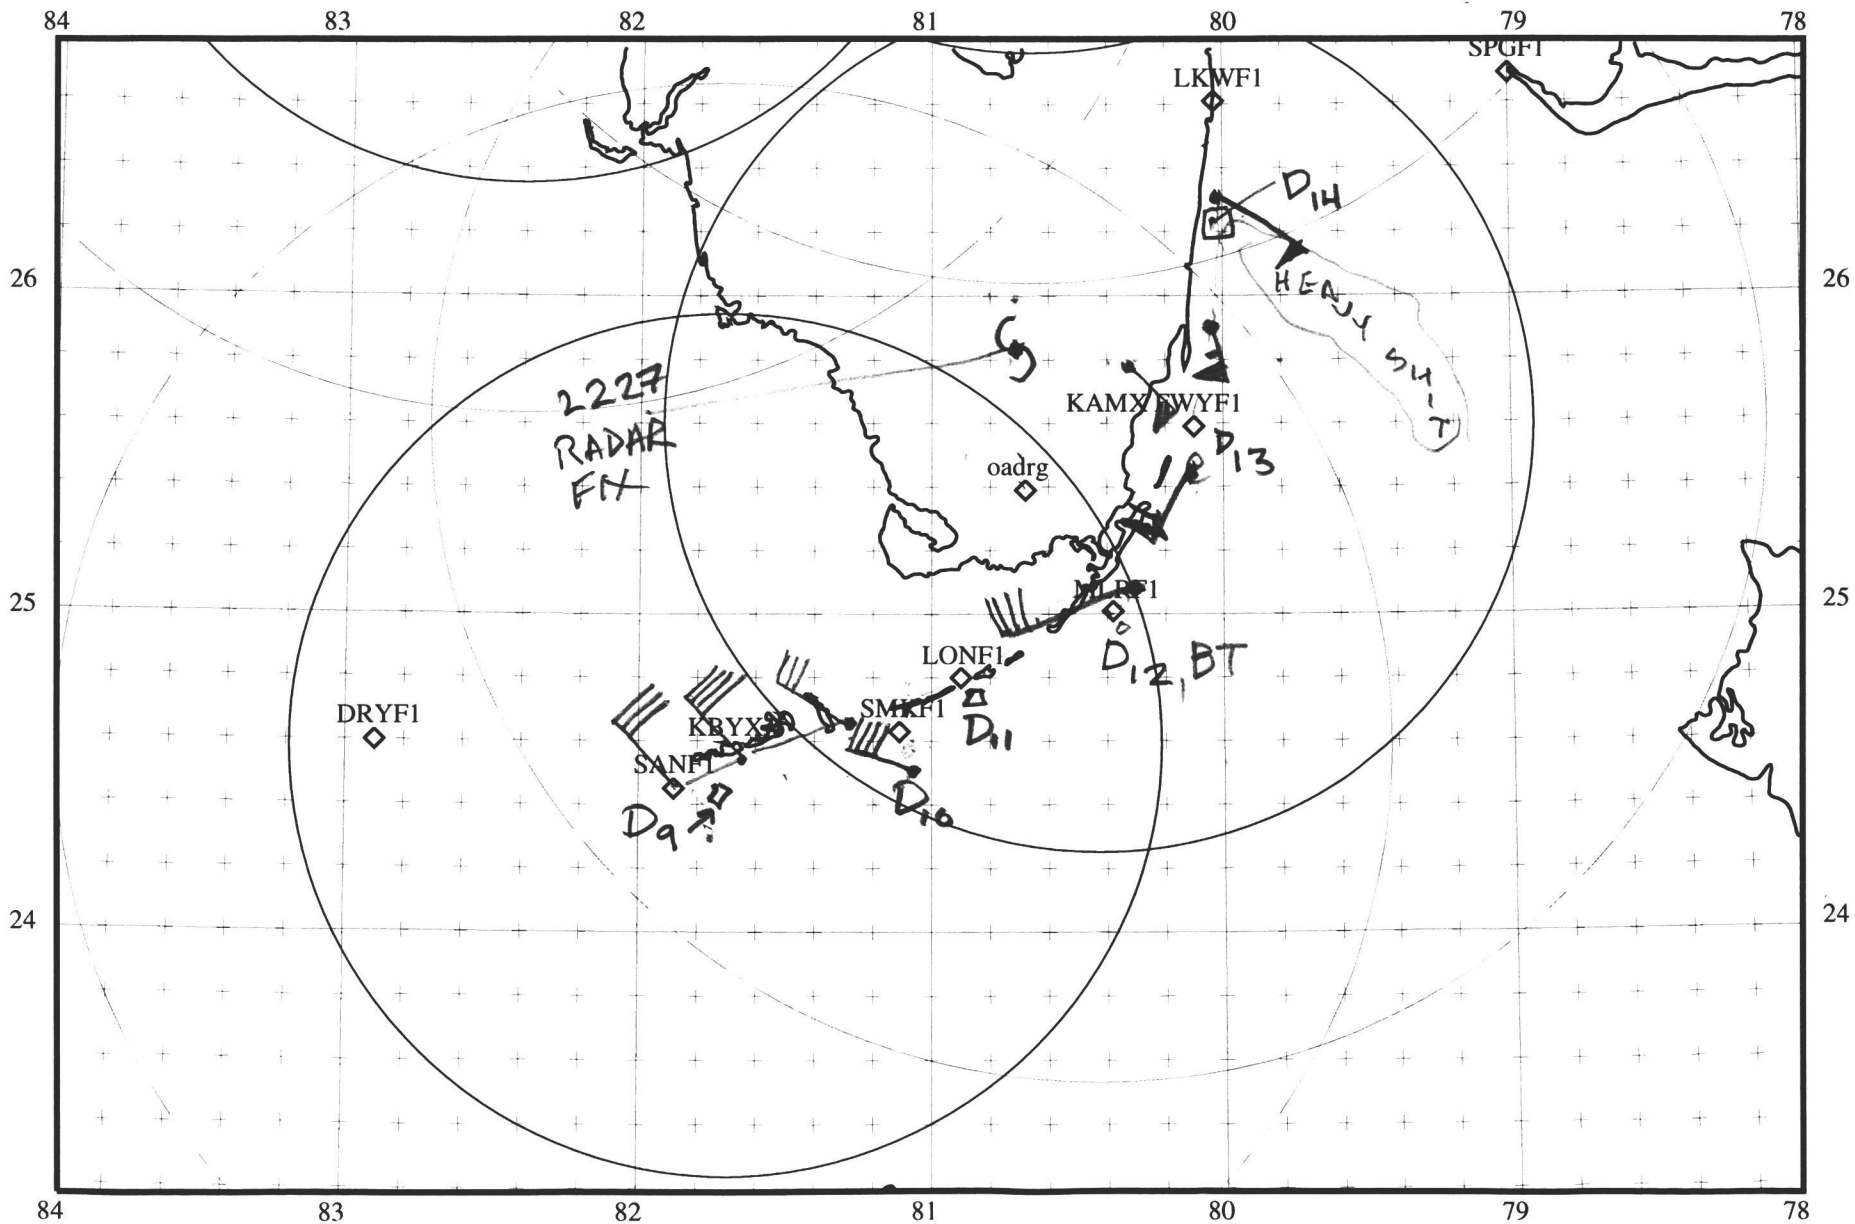 84 83 82 81 80 79 78
SPGF1
LKWF1
D14
26 26
HEAVY SHIT
2227
RADAR
FIX
KAMX FWYF1
D13
oadrg
25 25
MLRF1
LONF1
D12, BT
DRYF1
KBYX
SMKF1
D11
SANF1
D9
D10
24 24
84 83 82 81 80 79 78